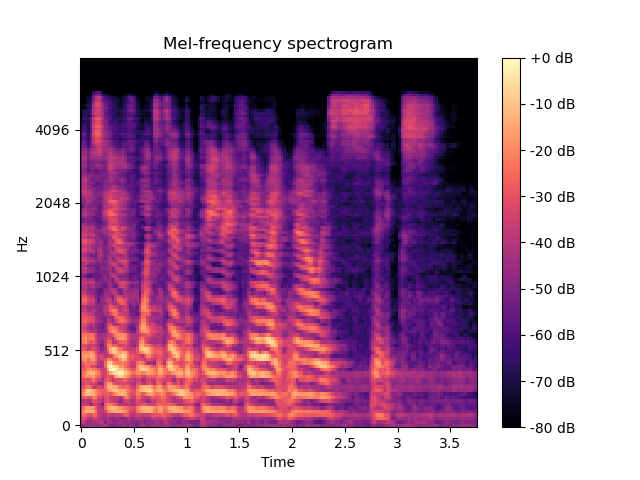 Mel-frequency spectrogram
Hz
4096
2048
1024
512
0
0
0.5
1
1.5
2
2.5
3
3.5
Time
+0 dB
-10 dB
-20 dB
-30 dB
-40 dB
-50 dB
-60 dB
-70 dB
-80 dB